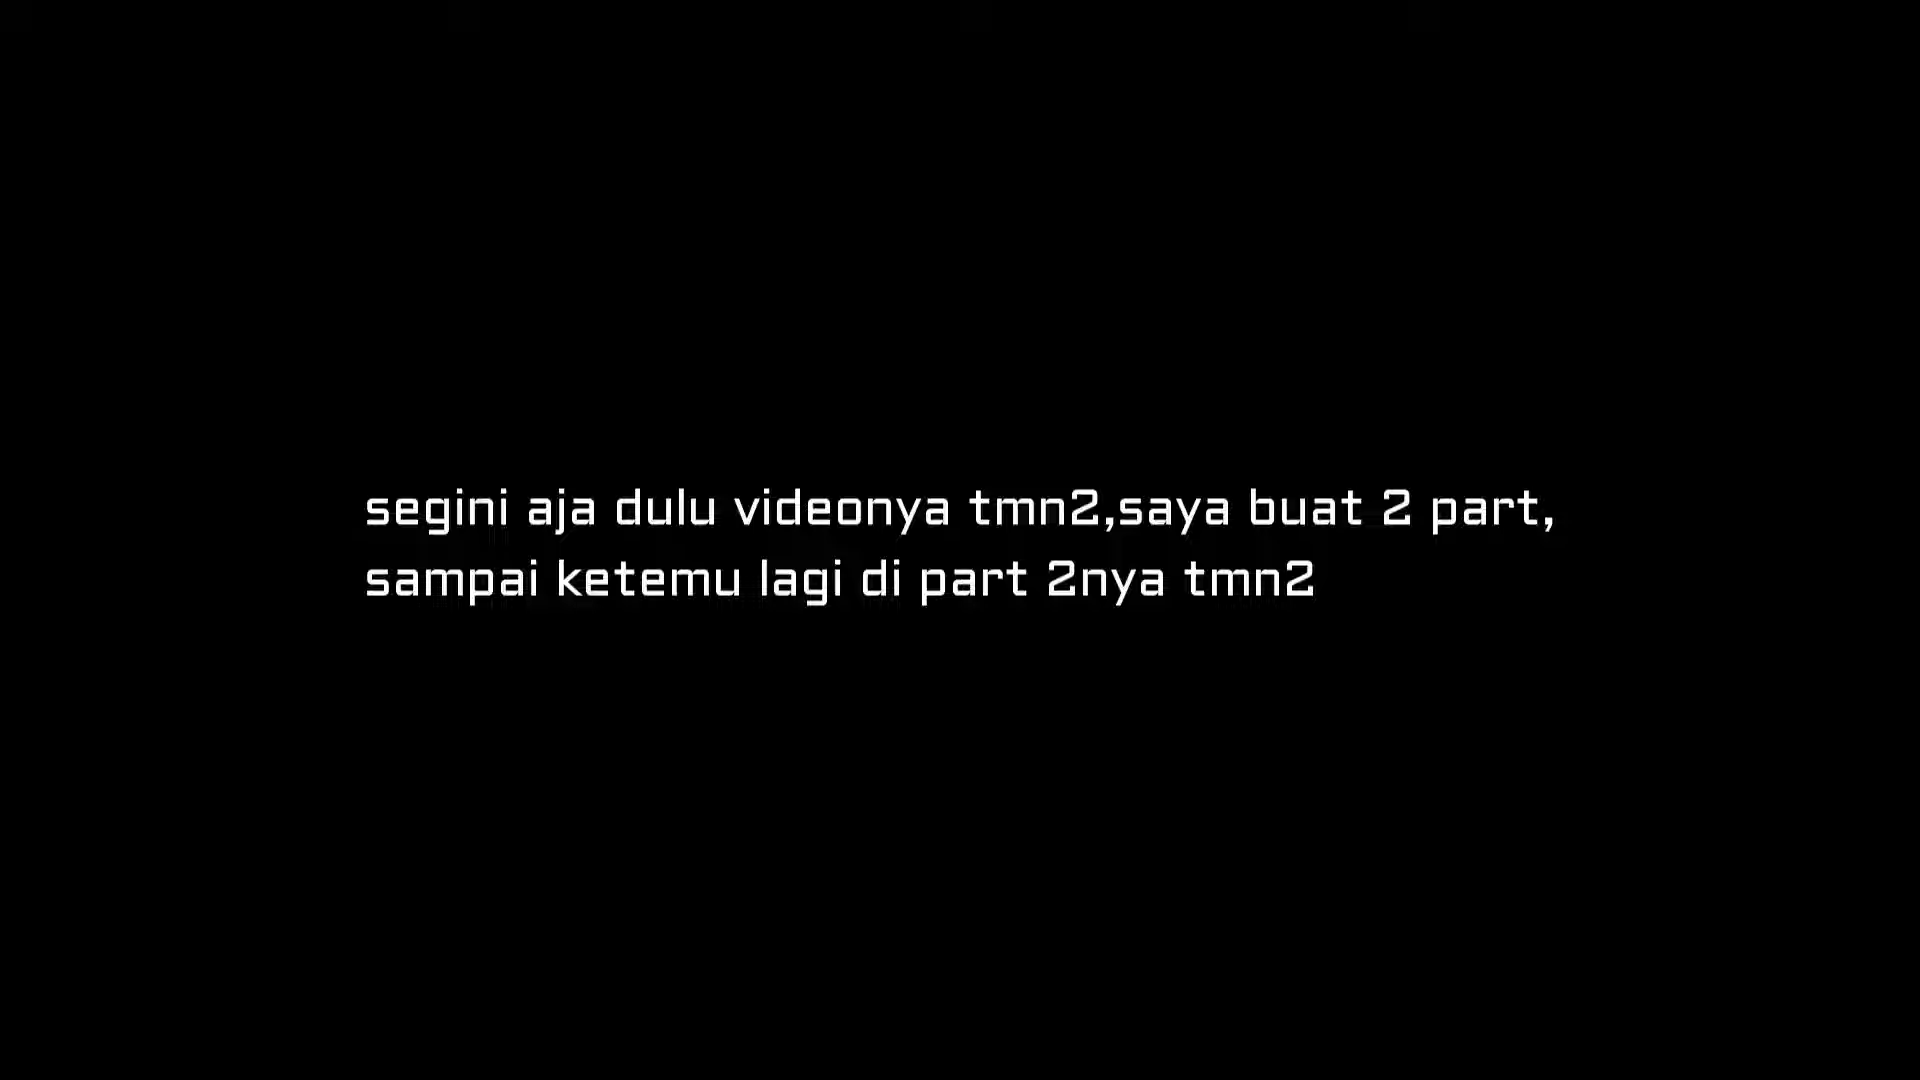 segini aja dulu videonya tmn2,saya buat 2 part,
sampai ketemu lagi di part 2nya tmn2